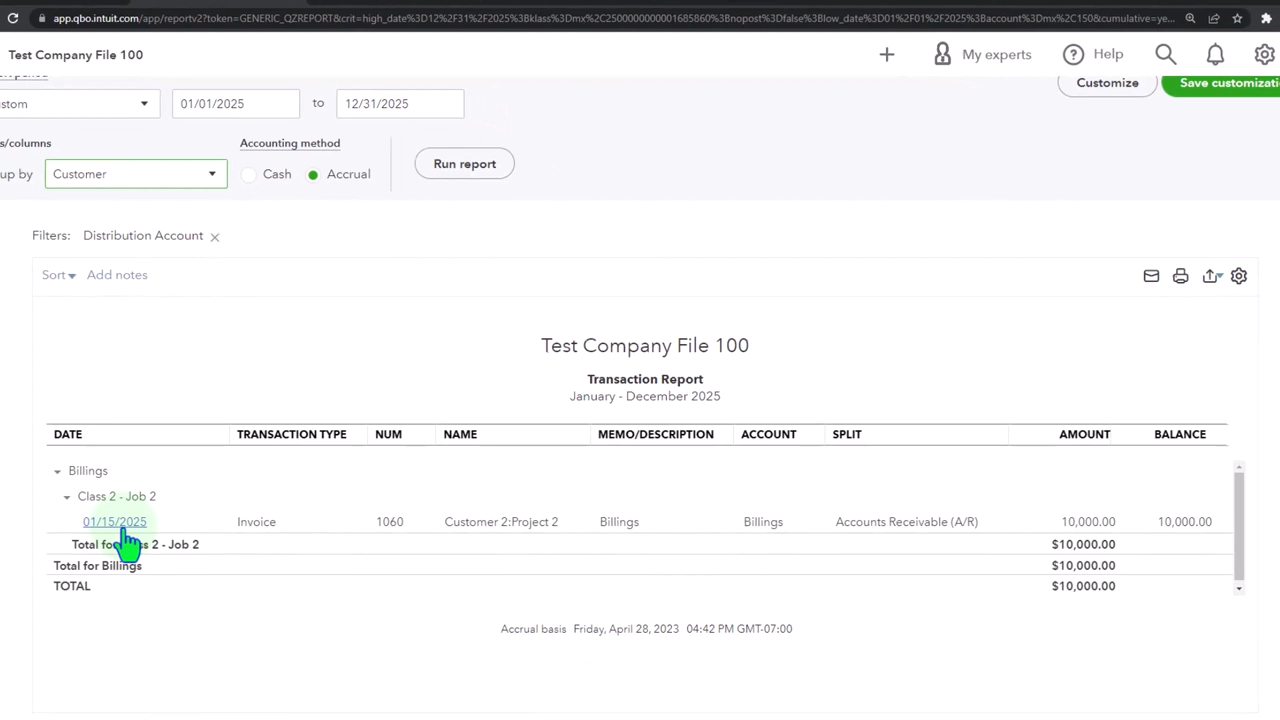 app.qbo.intuit.com/app/reportv2?token=GENERIC_QZREPORT&crit=high_date%3D12%2F31%2F2025%3Bklass%3Dmx%2C2500000000001685860%3Bnopost%3Dfalse%3Blow_date%3D01%2F01%2F2025%3Baccount%3Dmx%2C150&cumulative=ye...
Test Company File 100
My experts
Help
Customize
Save customizati
stom
01/01/2025
to
12/31/2025
s/columns
Accounting method
up by
Customer
Cash
Accrual
Run report
Filters: Distribution Account
Sort
Add notes
Test Company File 100
Transaction Report
January - December 2025
DATE TRANSACTION TYPE NUM NAME MEMO/DESCRIPTION ACCOUNT SPLIT AMOUNT BALANCE
Billings
Class 2 - Job 2
01/15/2025 Invoice 1060 Customer 2:Project 2 Billings Billings Accounts Receivable (A/R) 10,000.00 10,000.00
Total for ss 2 - Job 2 $10,000.00
Total for Billings $10,000.00
TOTAL $10,000.00
Accrual basis Friday, April 28, 2023 04:42 PM GMT-07:00